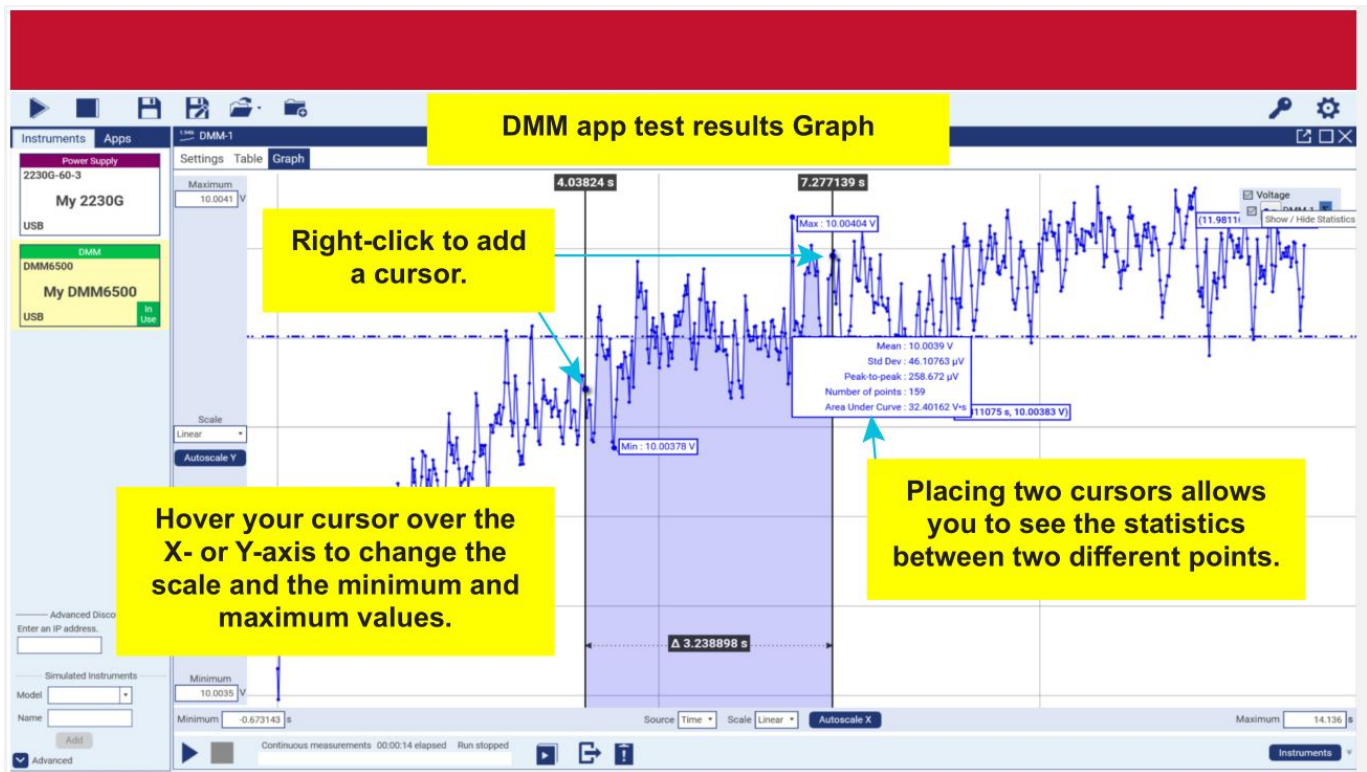 DMM app test results Graph
Instruments Apps
DMM-1
Settings Table Graph
Power Supply
2230G-60-3
My 2230G
USB
DMM
DMM6500
My DMM6500
USB
In
Use
Maximum
10.0041 V
4.03824 s
7.277139 s
Right-click to add
a cursor.
Max : 10.00404 V
Voltage
DMM-1
Show / Hide Statistics
Mean : 10.0039 V
Std Dev : 46.10763 µV
Peak-to-peak : 258.672 µV
Number of points : 159
Area Under Curve : 32.40162 V•s
11075 s, 10.00383 V)
Min : 10.00378 V
Scale
Linear
Autoscale Y
Hover your cursor over the
X- or Y-axis to change the
scale and the minimum and
maximum values.
Placing two cursors allows
you to see the statistics
between two different points.
Δ 3.238898 s
Enter an IP address.
Simulated Instruments
Model
Name
Add
Advanced
Minimum
10.0035 V
Minimum -0.673143 s
Source Time Scale Linear Autoscale X
Maximum 14.136 s
Continuous measurements 00:00:14 elapsed Run stopped
Instruments